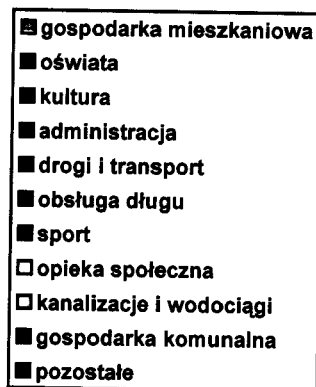 gospodarka mieszkaniowa
oświata
kultura
administracja
drogi i transport
obsługa długu
sport
opieka społeczna
kanalizacje i wodociągi
gospodarka komunalna
pozostałe